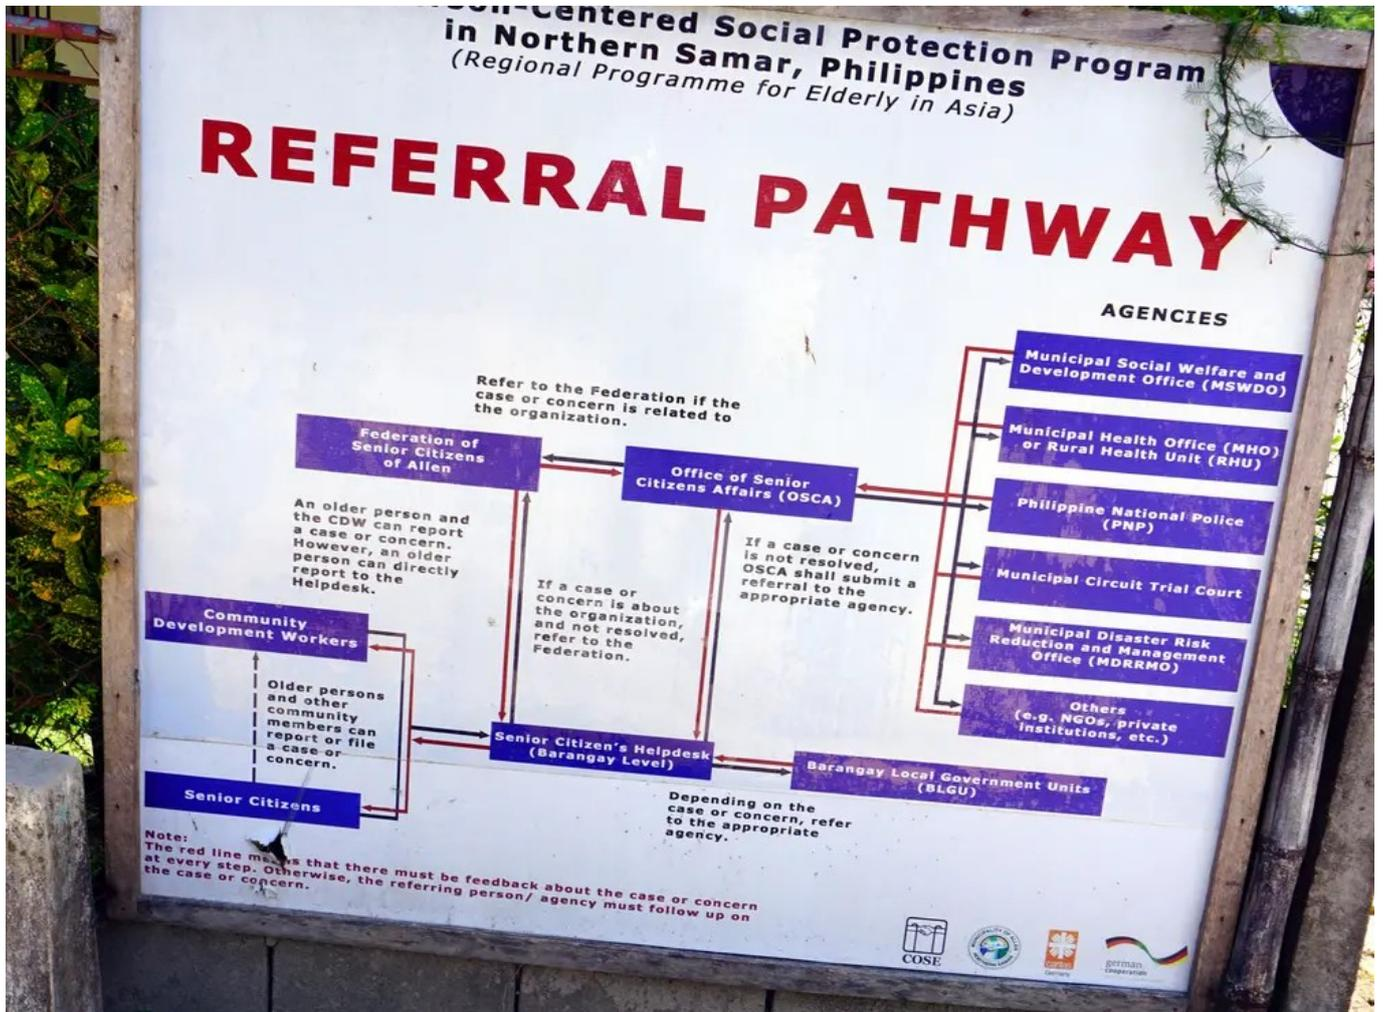 -Centered Social Protection Program
in Northern Samar, Philippines
(Regional Programme for Elderly in Asia)
REFERRAL PATHWAY
AGENCIES
Municipal Social Welfare and
Development Office (MSWDO)
Municipal Health Office (MHO)
or Rural Health Unit (RHU)
Philippine National Police
(PNP)
Municipal Circuit Trial Court
Municipal Disaster Risk
Reduction and Management
Office (MDRRMO)
Others
(e.g. NGOs, private
institutions, etc.)
Refer to the Federation if the
case or concern is related to
the organization.
Federation of
Senior Citizens
of Allen
Office of Senior
Citizens Affairs (OSCA)
An older person and
the CDW can report
a case or concern.
However, an older
person can directly
report to the
Helpdesk.
If a case or
concern is about
the organization,
and not resolved,
refer to the
Federation.
If a case or concern
is not resolved,
OSCA shall submit a
referral to the
appropriate agency.
Community
Development Workers
Older persons
and other
community
members can
report or file
a case or
concern.
Senior Citizens
Senior Citizen's Helpdesk
(Barangay Level)
Barangay Local Government Units
(BLGU)
Depending on the
case or concern, refer
to the appropriate
agency.
Note:
The red line means that there must be feedback about the case or concern
at every step. Otherwise, the referring person/ agency must follow up on
the case or concern.
COSE
MUNICIPALITY OF ALLEN
NORTHERN SAMAR
caritas
Germany
german
cooperation